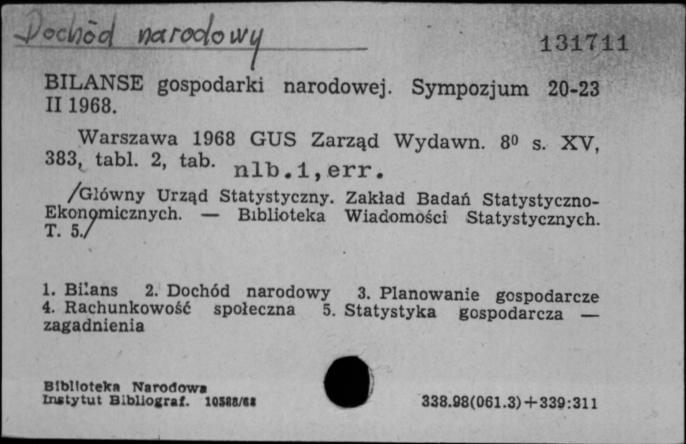 Dochód narodowy
131711
BILANSE gospodarki narodowej. Sympozjum 20-23
II 1968.
Warszawa 1968 GUS Zarząd Wydawn. 8⁰ s. XV,
383, tabl. 2, tab. nlb.1, err.
/Główny Urząd Statystyczny. Zakład Badań Statystyczno-
Ekonomicznych. — Biblioteka Wiadomości Statystycznych.
T. 5./
1. Bilans 2. Dochód narodowy 3. Planowanie gospodarcze
4. Rachunkowość społeczna 5. Statystyka gospodarcza —
zagadnienia
Biblioteka Narodowa
Instytut Bibliograf. 10588/68
338.98(061.3)+339:311